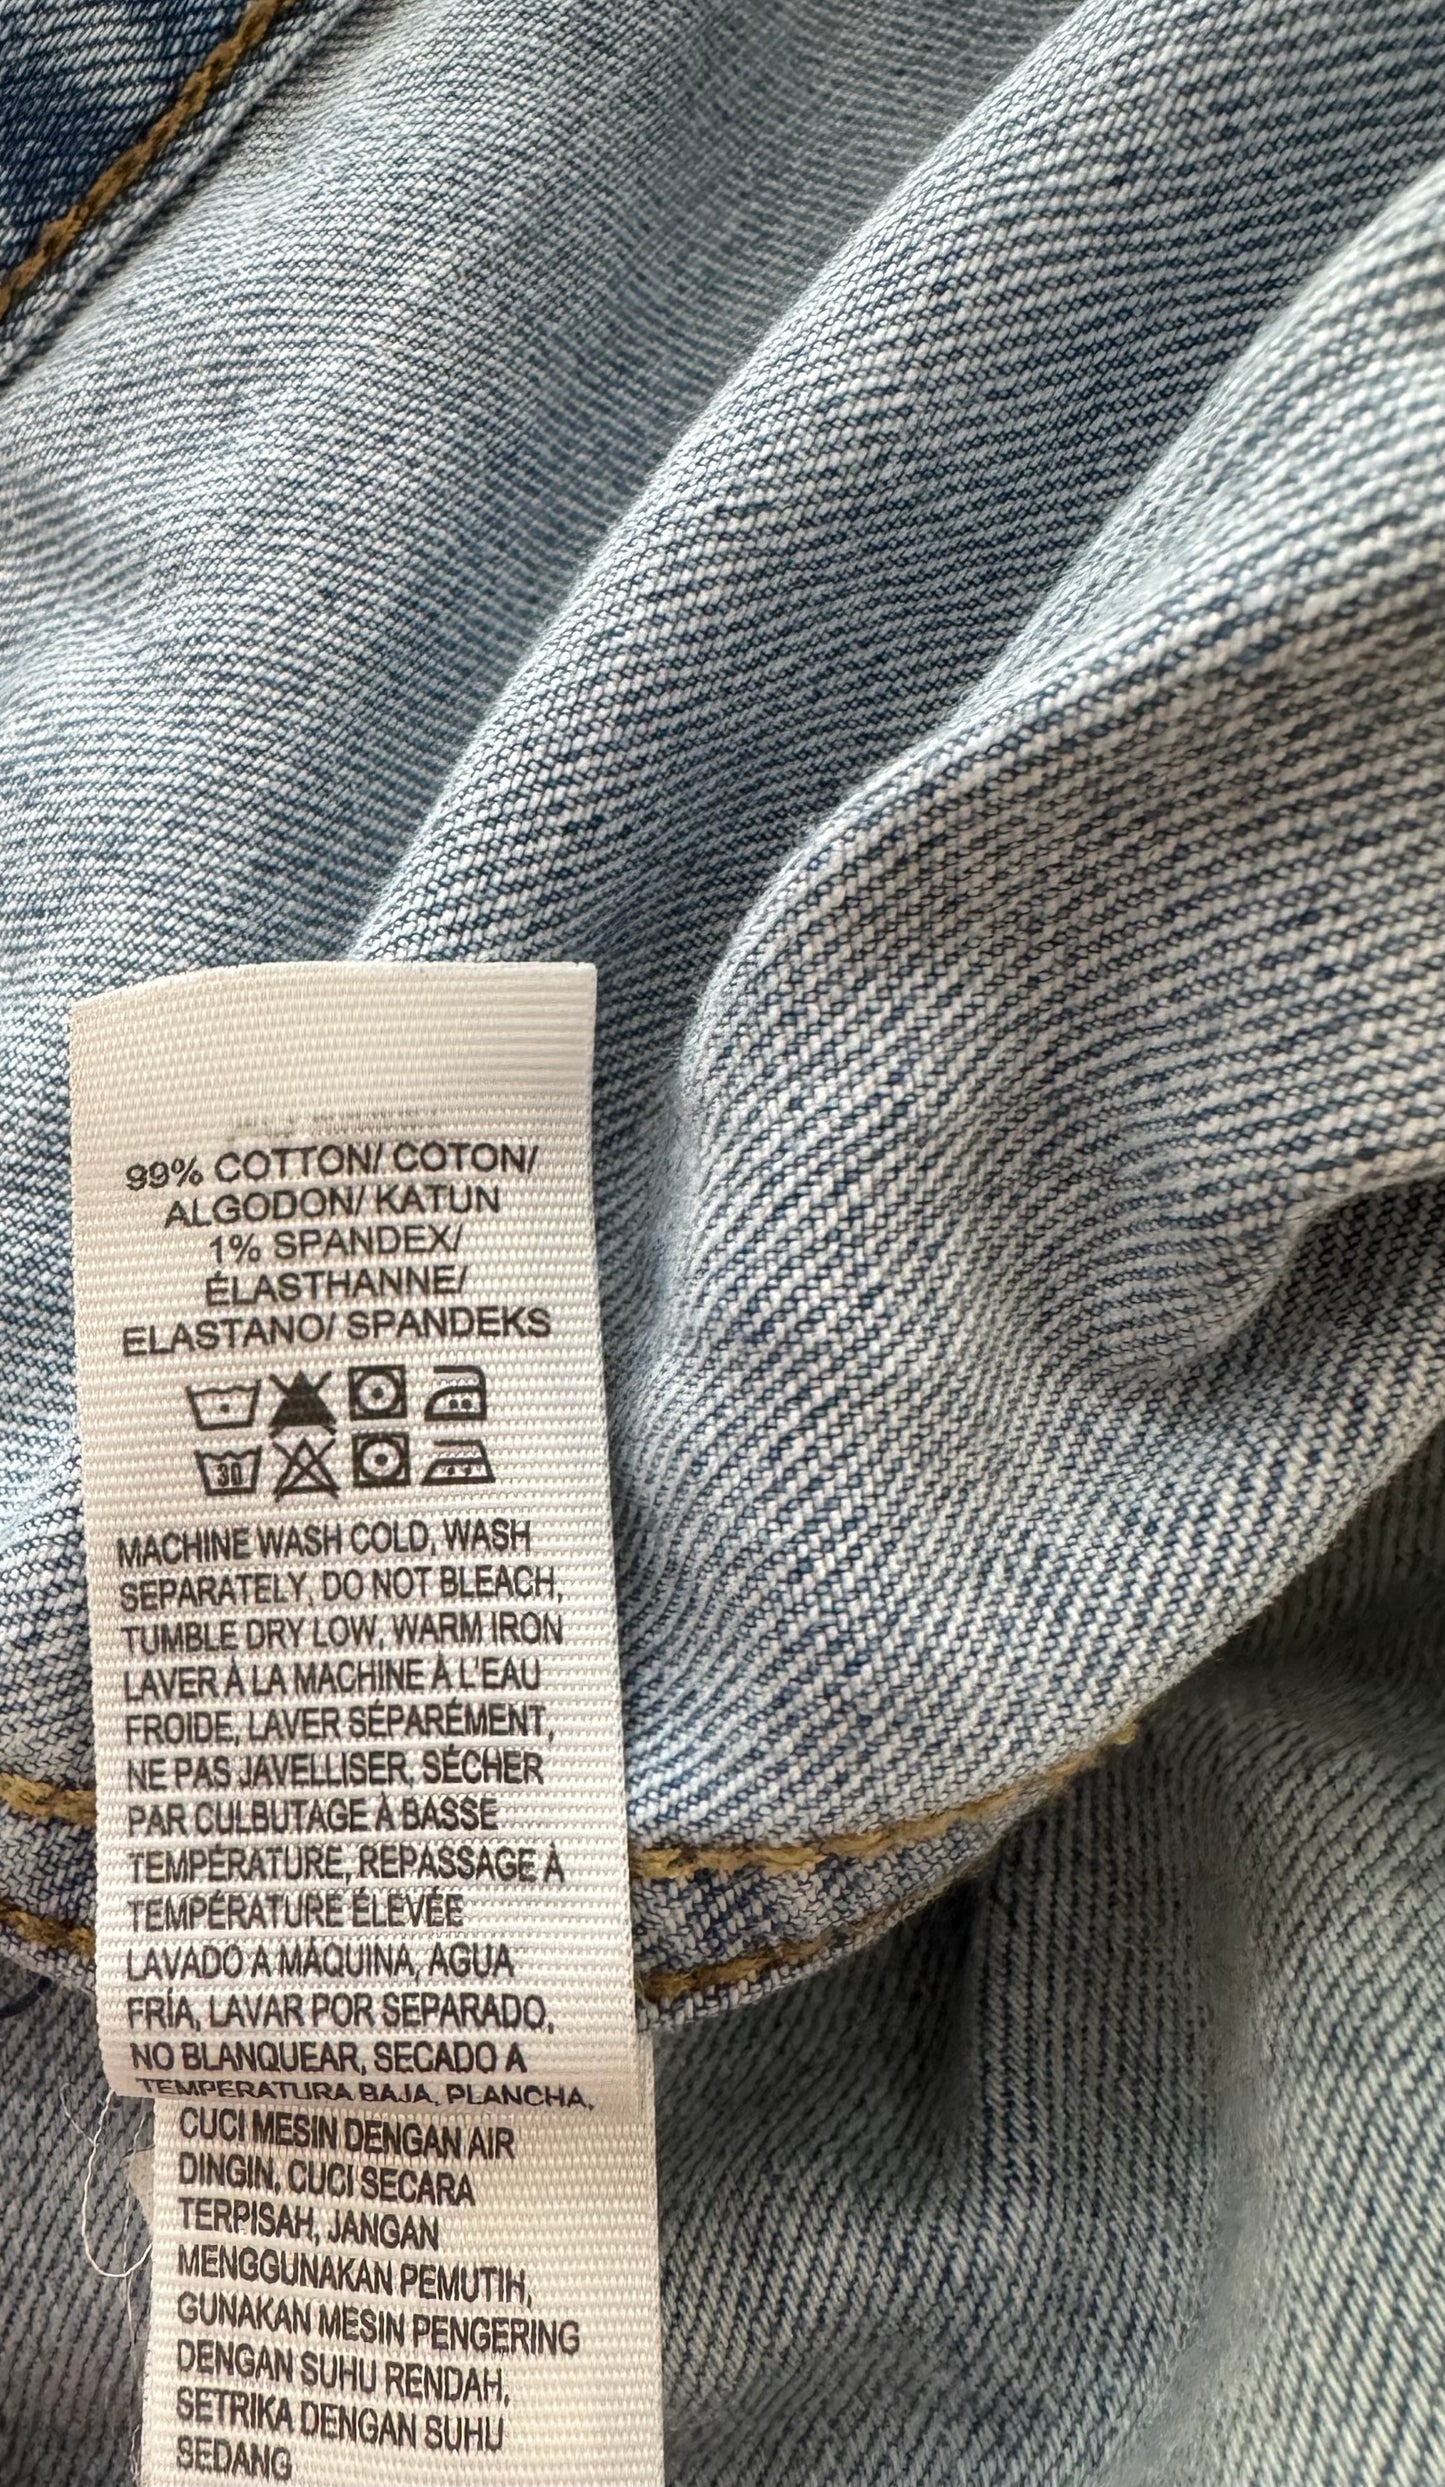 99% COTTON/ COTON/
ALGODON/ KATUN
1% SPANDEX/
ÉLASTHANNE/
ELASTANO/ SPANDEKS
30
MACHINE WASH COLD, WASH
SEPARATELY, DO NOT BLEACH,
TUMBLE DRY LOW, WARM IRON
LAVER À LA MACHINE À L'EAU
FROIDE, LAVER SÉPARÉMENT,
NE PAS JAVELLISER, SÉCHER
PAR CULBUTAGE À BASSE
TEMPÉRATURE, REPASSAGE À
TEMPÉRATURE ÉLEVÉE
LAVADO A MÁQUINA, AGUA
FRÍA, LAVAR POR SEPARADO,
NO BLANQUEAR, SECADO A
TEMPERATURA BAJA, PLANCHA,
CUCI MESIN DENGAN AIR
DINGIN, CUCI SECARA
TERPISAH, JANGAN
MENGGUNAKAN PEMUTIH,
GUNAKAN MESIN PENGERING
DENGAN SUHU RENDAH,
SETRIKA DENGAN SUHU
SEDANG